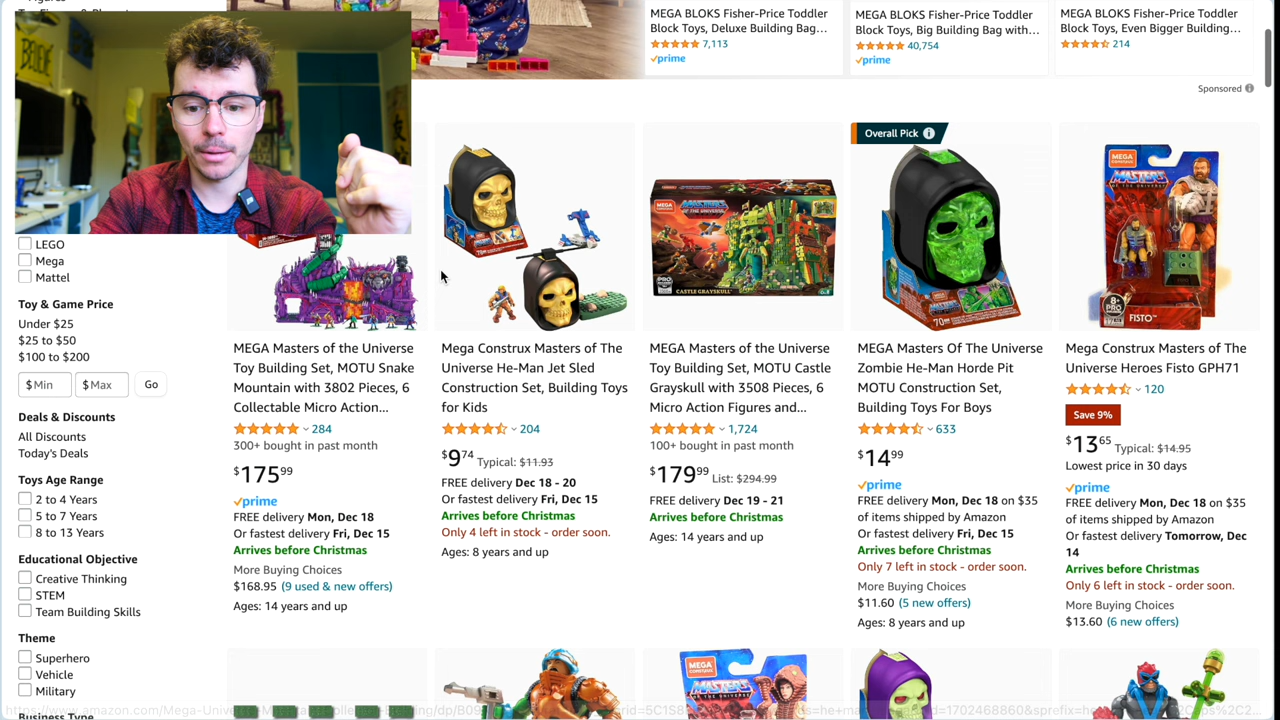 MEGA BLOKS Fisher-Price Toddler
Block Toys, Deluxe Building Bag...
7,113
prime
MEGA BLOKS Fisher-Price Toddler
Block Toys, Big Building Bag with...
40,754
prime
MEGA BLOKS Fisher-Price Toddler
Block Toys, Even Bigger Building...
214
Sponsored
LEGO
Mega
Mattel
Toy & Game Price
Under $25
$25 to $50
$100 to $200
$ Min
$ Max
Go
Deals & Discounts
All Discounts
Today's Deals
Toys Age Range
2 to 4 Years
5 to 7 Years
8 to 13 Years
Educational Objective
Creative Thinking
STEM
Team Building Skills
Theme
Superhero
Vehicle
Military
MEGA Masters of the Universe
Toy Building Set, MOTU Snake
Mountain with 3802 Pieces, 6
Collectable Micro Action...
284
300+ bought in past month
$175.99
prime
FREE delivery Mon, Dec 18
Or fastest delivery Fri, Dec 15
Arrives before Christmas
More Buying Choices
$168.95 (9 used & new offers)
Ages: 14 years and up
Mega Construx Masters of The
Universe He-Man Jet Sled
Construction Set, Building Toys
for Kids
204
$9.74 Typical: $11.93
FREE delivery Dec 18 - 20
Or fastest delivery Fri, Dec 15
Arrives before Christmas
Only 4 left in stock - order soon.
Ages: 8 years and up
MASTERS
CASTLE GRAYSKULL
MEGA Masters of the Universe
Toy Building Set, MOTU Castle
Grayskull with 3508 Pieces, 6
Micro Action Figures and...
1,724
100+ bought in past month
$179.99 List: $294.99
FREE delivery Dec 19 - 21
Arrives before Christmas
Ages: 14 years and up
Overall Pick
MEGA Masters Of The Universe
Zombie He-Man Horde Pit
MOTU Construction Set,
Building Toys For Boys
633
$14.99
prime
FREE delivery Mon, Dec 18 on $35
of items shipped by Amazon
Or fastest delivery Fri, Dec 15
Arrives before Christmas
Only 7 left in stock - order soon.
More Buying Choices
$11.60 (5 new offers)
Ages: 8 years and up
MEGA
MASTERS
OF THE UNIVERSE
8+
PRO
FISTO
Mega Construx Masters of The
Universe Heroes Fisto GPH71
120
Save 9%
$13.65 Typical: $14.95
Lowest price in 30 days
prime
FREE delivery Mon, Dec 18 on $35
of items shipped by Amazon
Or fastest delivery Tomorrow, Dec
14
Arrives before Christmas
Only 6 left in stock - order soon.
More Buying Choices
$13.60 (6 new offers)
MEGA
MASTERS